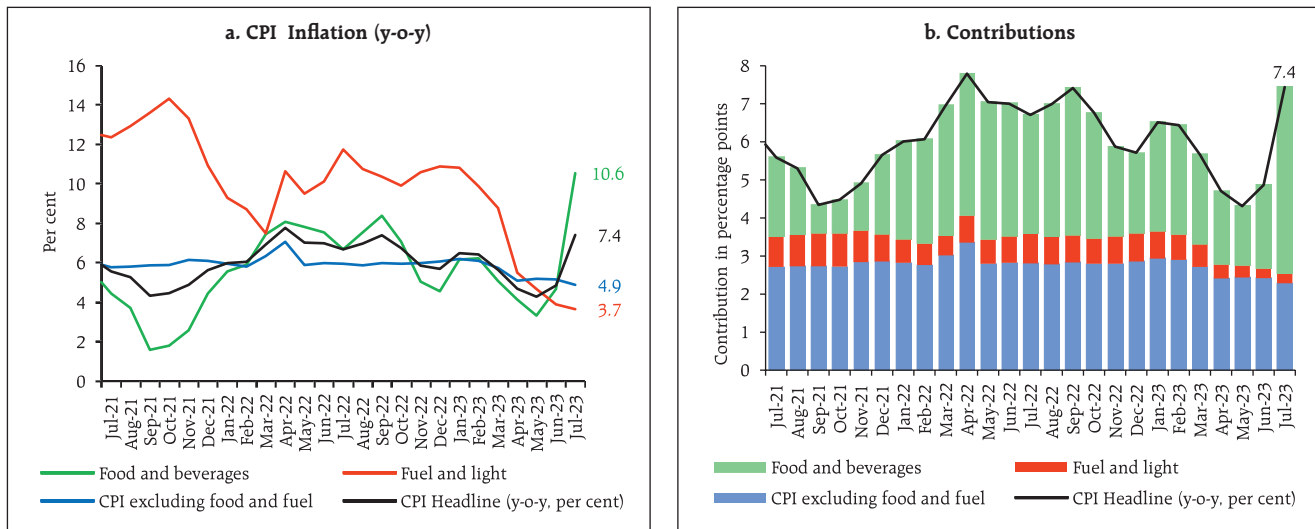 a. CPI Inflation (y-o-y)
Per cent
16
14
12
10
8
6
4
2
0
10.6
7.4
4.9
3.7
Jul-21
Aug-21
Sep-21
Oct-21
Nov-21
Dec-21
Jan-22
Feb-22
Mar-22
Apr-22
May-22
Jun-22
Jul-22
Aug-22
Sep-22
Oct-22
Nov-22
Dec-22
Jan-23
Feb-23
Mar-23
Apr-23
May-23
Jun-23
Jul-23
Food and beverages
Fuel and light
CPI excluding food and fuel
CPI Headline (y-o-y, per cent)
b. Contributions
Contribution in percentage points
8
7
6
5
4
3
2
1
0
7.4
Jul-21
Aug-21
Sep-21
Oct-21
Nov-21
Dec-21
Jan-22
Feb-22
Mar-22
Apr-22
May-22
Jun-22
Jul-22
Aug-22
Sep-22
Oct-22
Nov-22
Dec-22
Jan-23
Feb-23
Mar-23
Apr-23
May-23
Jun-23
Jul-23
Food and beverages
Fuel and light
CPI excluding food and fuel
CPI Headline (y-o-y, per cent)